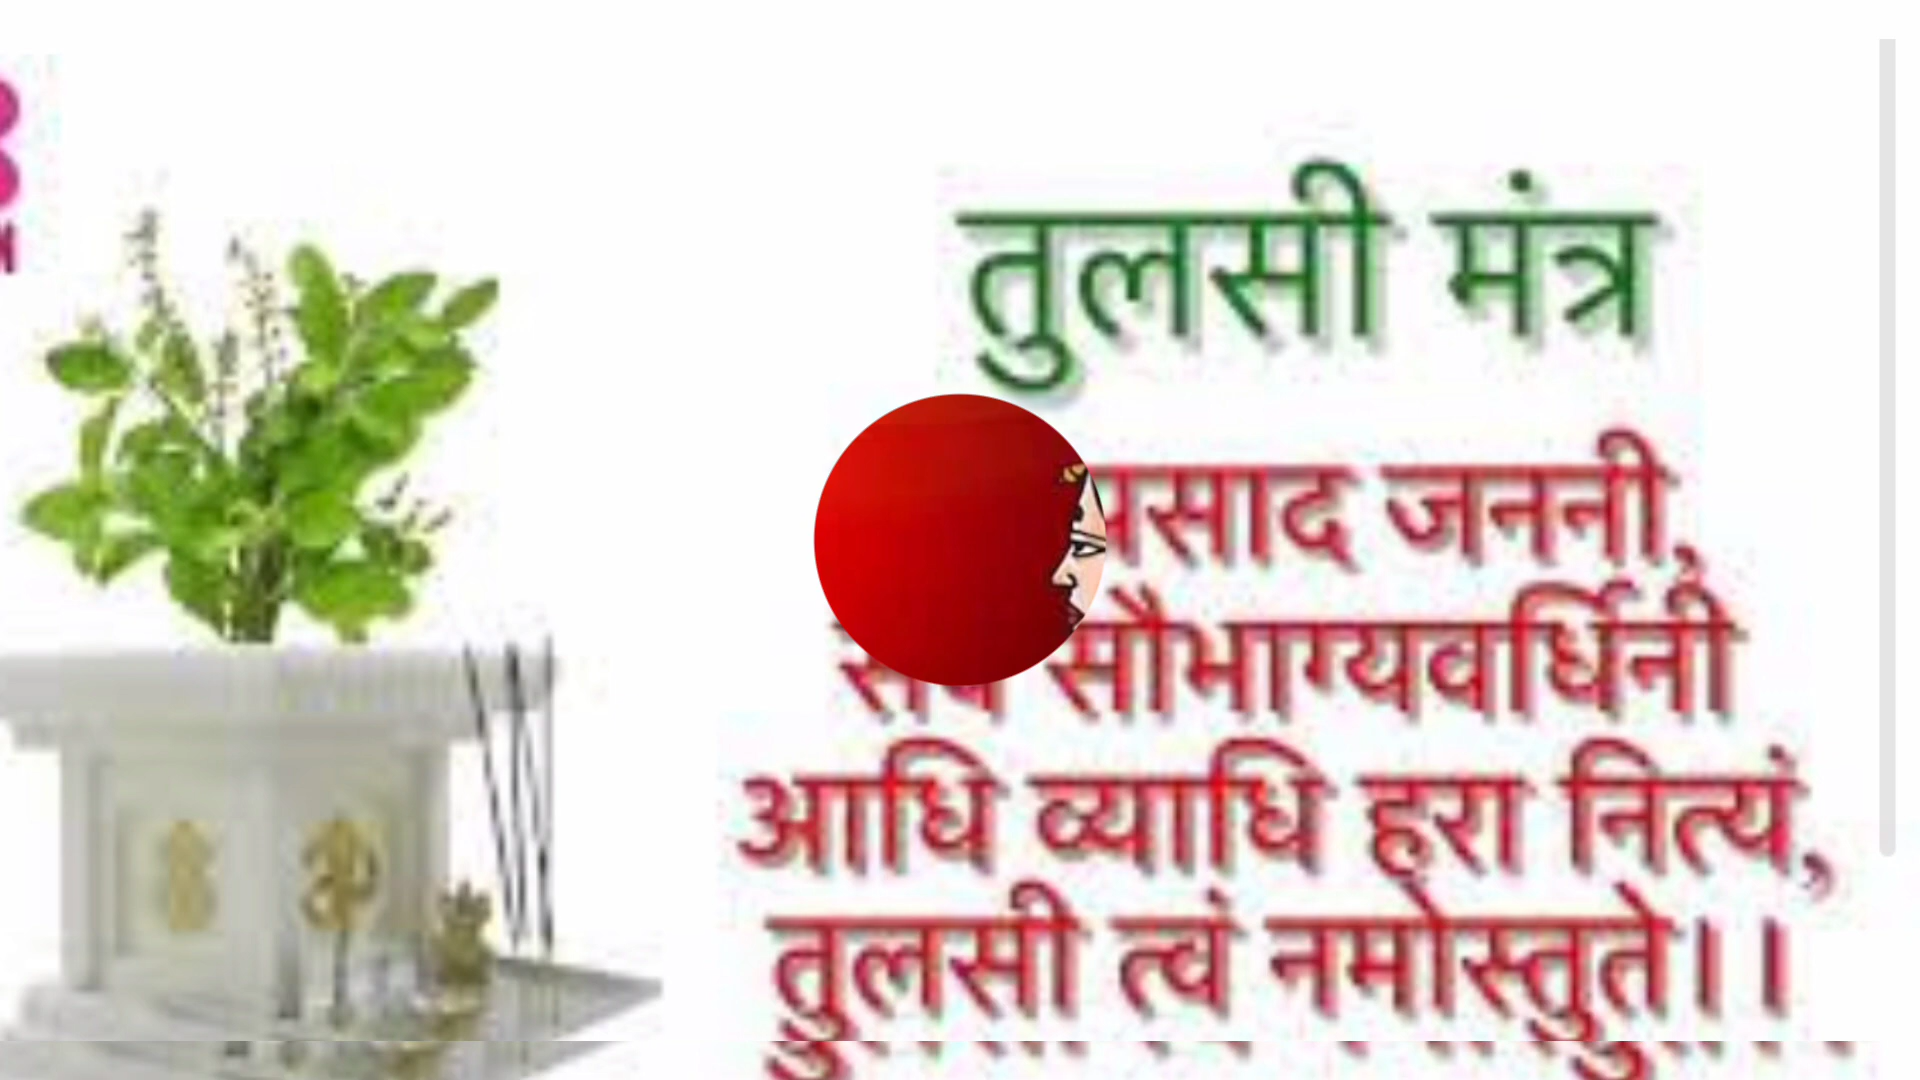 तुलसी मंत्र
जननी,
सौभाग्यवर्धिनी
आधि व्याधि हरा नित्यं,
तुलसी त्वं नमोस्तुते।।